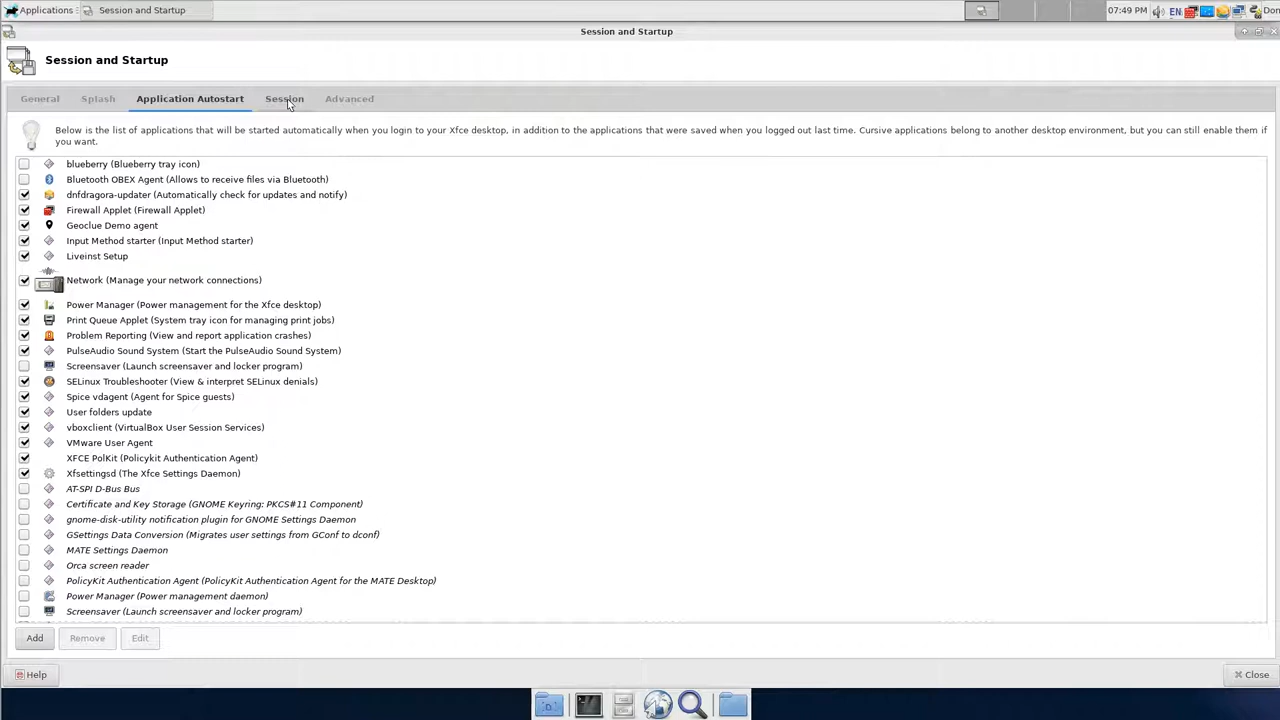 Applications
Session and Startup
07:49 PM
EN
Don
Session and Startup
Session and Startup
General
Splash
Application Autostart
Session
Advanced
Below is the list of applications that will be started automatically when you login to your Xfce desktop, in addition to the applications that were saved when you logged out last time. Cursive applications belong to another desktop environment, but you can still enable them if
you want.
blueberry (Blueberry tray icon)
Bluetooth OBEX Agent (Allows to receive files via Bluetooth)
dnfdragora-updater (Automatically check for updates and notify)
Firewall Applet (Firewall Applet)
Geoclue Demo agent
Input Method starter (Input Method starter)
Liveinst Setup
Network (Manage your network connections)
Power Manager (Power management for the Xfce desktop)
Print Queue Applet (System tray icon for managing print jobs)
Problem Reporting (View and report application crashes)
PulseAudio Sound System (Start the PulseAudio Sound System)
Screensaver (Launch screensaver and locker program)
SELinux Troubleshooter (View & interpret SELinux denials)
Spice vdagent (Agent for Spice guests)
User folders update
vboxclient (VirtualBox User Session Services)
VMware User Agent
XFCE PolKit (Policykit Authentication Agent)
Xfsettingsd (The Xfce Settings Daemon)
AT-SPI D-Bus Bus
Certificate and Key Storage (GNOME Keyring: PKCS#11 Component)
gnome-disk-utility notification plugin for GNOME Settings Daemon
GSettings Data Conversion (Migrates user settings from GConf to dconf)
MATE Settings Daemon
Orca screen reader
PolicyKit Authentication Agent (PolicyKit Authentication Agent for the MATE Desktop)
Power Manager (Power management daemon)
Screensaver (Launch screensaver and locker program)
Add
Remove
Edit
Help
Close